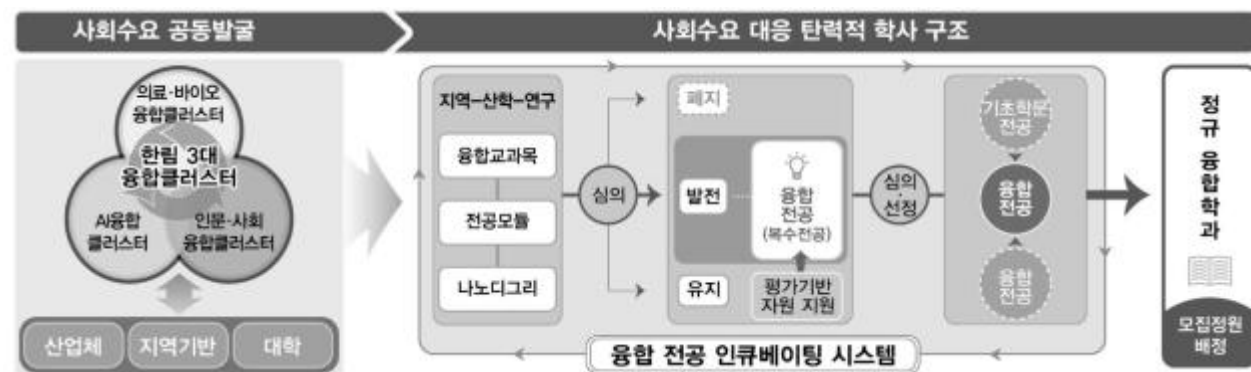 사회수요 공동발굴
사회수요 대응 탄력적 학사 구조
의료·바이오
융합클러스터
한림 3대
융합클러스터
AI융합
클러스터
인문·사회
융합클러스터
산업체
지역기반
대학
지역-산학-연구
융합교과목
전공모듈
나노디그리
심의
폐지
발전
융합
전공
(복수전공)
유지
평가기반
자원 지원
심의·
선정
기초학문
전공
융합
전공
융합
전공
융합 전공 인큐베이팅 시스템
정규 융합학과
모집정원
배정